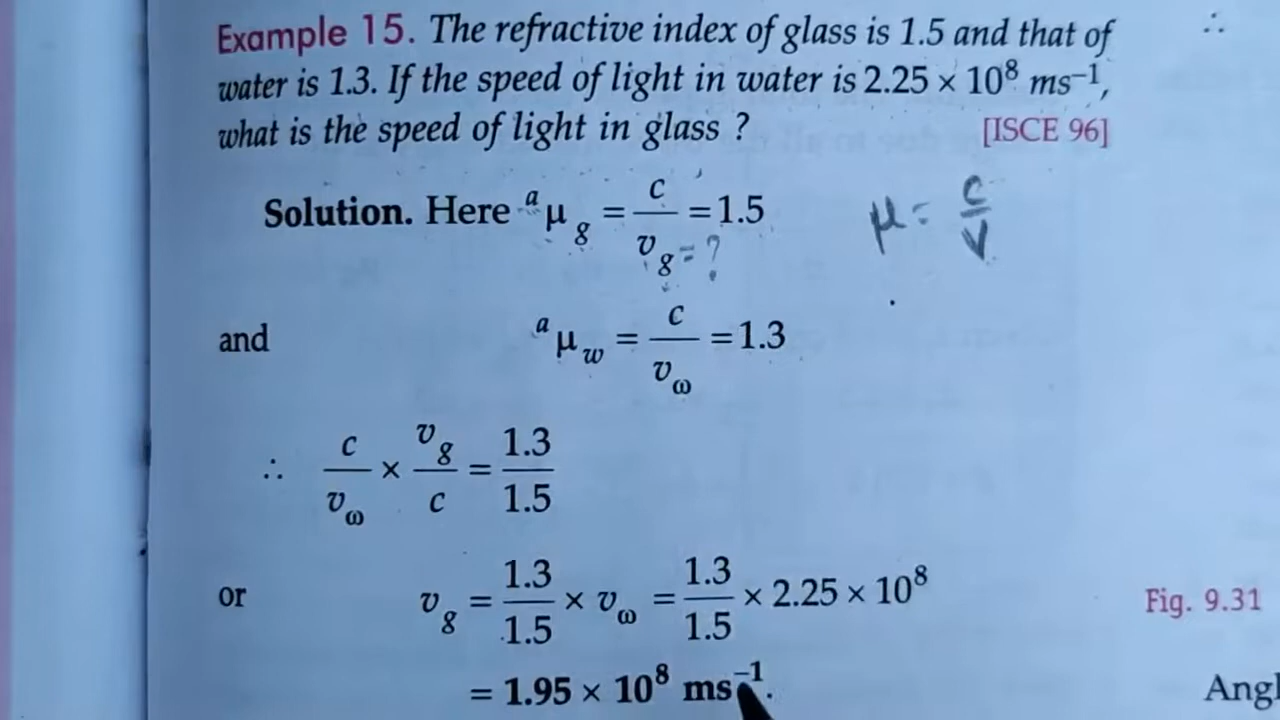 Example 15. The refractive index of glass is 1.5 and that of
water is 1.3. If the speed of light in water is 2.25 × 10⁸ ms⁻¹,
what is the speed of light in glass ? [ISCE 96]
Solution. Here ᵃμ_g = c/v_g = 1.5
= ?
μ = c/v
and ᵃμ_w = c/v_ω = 1.3
∴ c/v_ω × v_g/c = 1.3/1.5
or v_g = 1.3/1.5 × v_ω = 1.3/1.5 × 2.25 × 10⁸
= 1.95 × 10⁸ ms⁻¹.
∴
Fig. 9.31
Angl